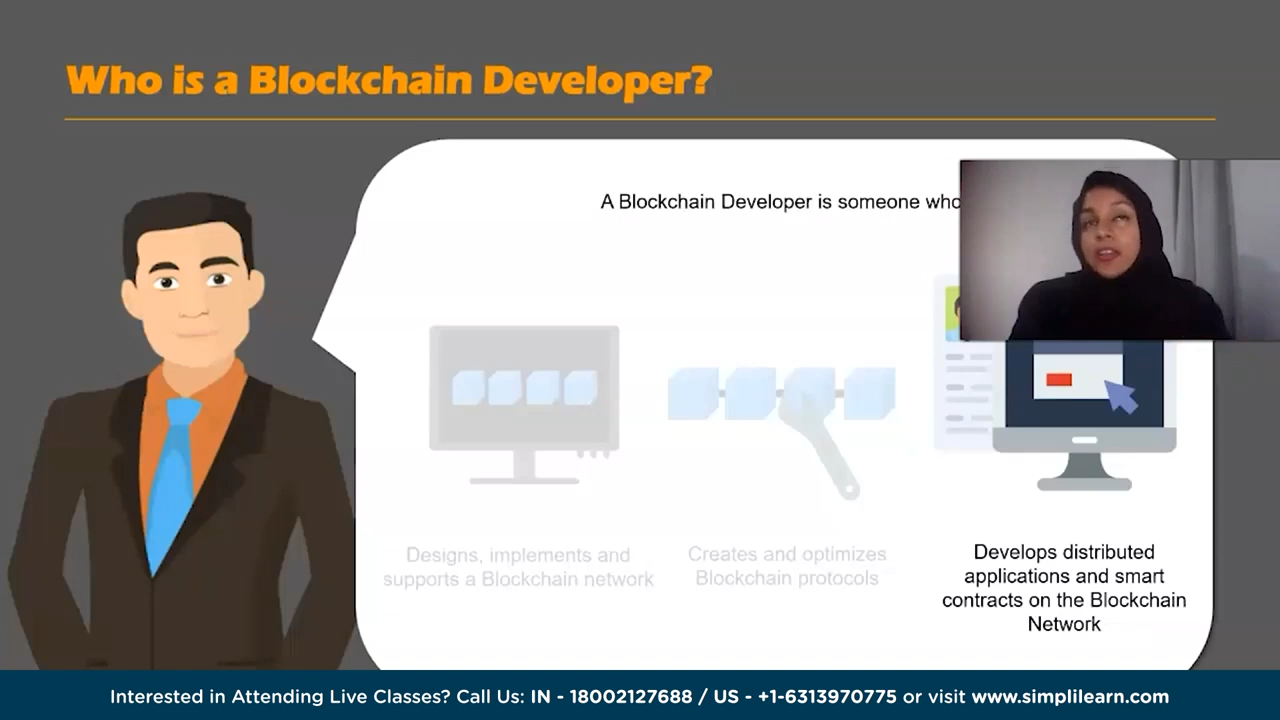 Who is a Blockchain Developer?
A Blockchain Developer is someone who
Designs, implements and
supports a Blockchain network
Creates and optimizes
Blockchain protocols
Develops distributed
applications and smart
contracts on the Blockchain
Network
Interested in Attending Live Classes? Call Us: IN - 18002127688 / US - +1-6313970775 or visit www.simplilearn.com